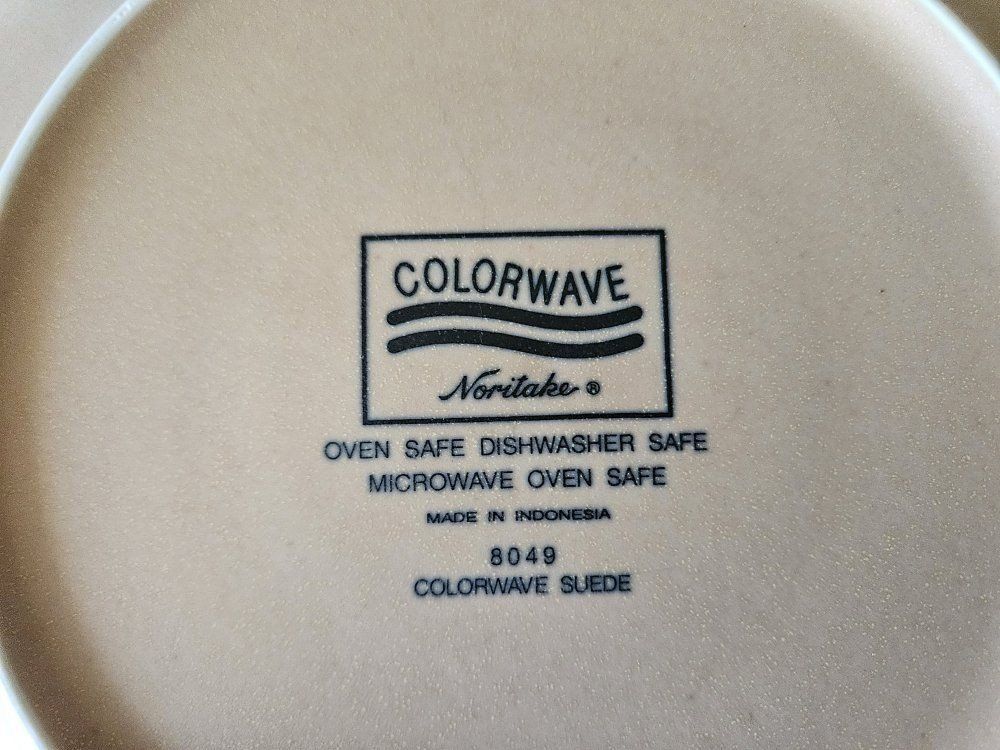 COLORWAVE
Noritake ®
OVEN SAFE DISHWASHER SAFE
MICROWAVE OVEN SAFE
MADE IN INDONESIA
8049
COLORWAVE SUEDE